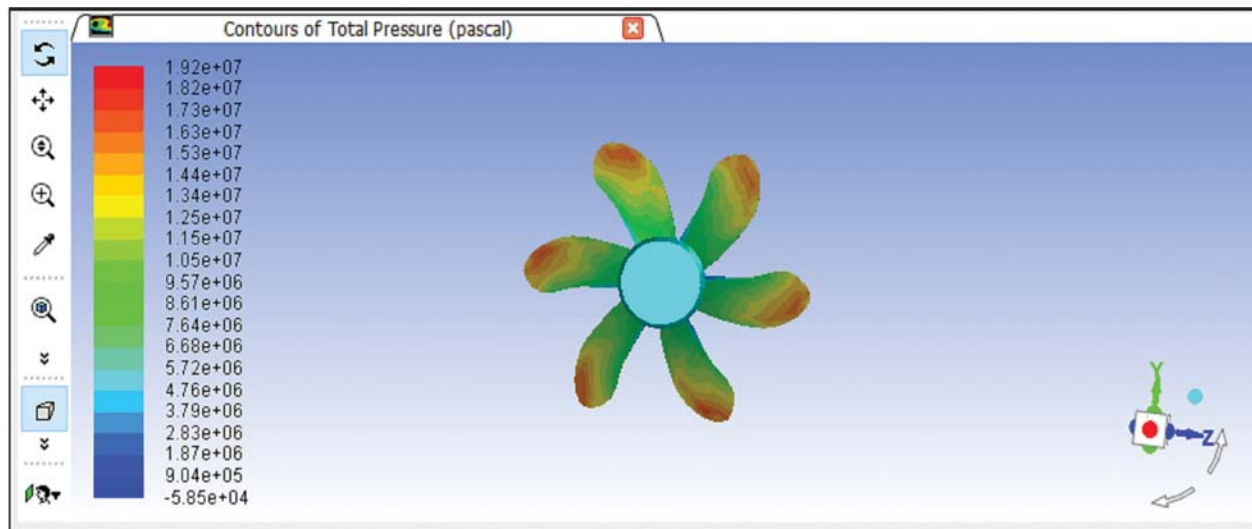 Contours of Total Pressure (pascal)
1.92e+07
1.82e+07
1.73e+07
1.63e+07
1.53e+07
1.44e+07
1.34e+07
1.25e+07
1.15e+07
1.05e+07
9.57e+06
8.61e+06
7.64e+06
6.68e+06
5.72e+06
4.76e+06
3.79e+06
2.83e+06
1.87e+06
9.04e+05
-5.85e+04
Y
Z